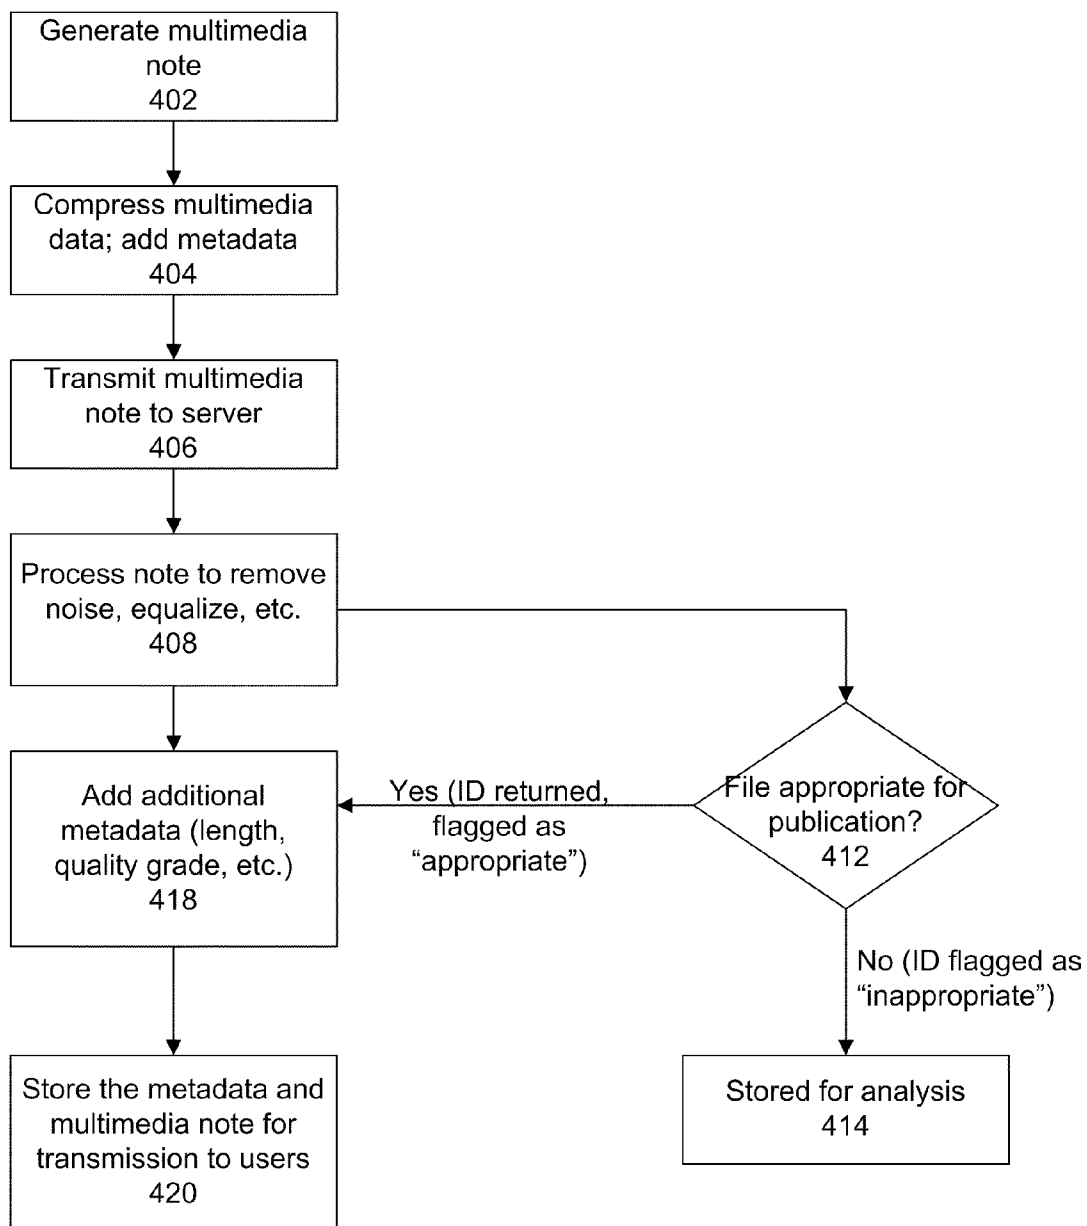 Generate multimedia
note
402
Compress multimedia
data; add metadata
404
Transmit multimedia
note to server
406
Process note to remove
noise, equalize, etc.
408
Add additional
metadata (length,
quality grade, etc.)
418
Yes (ID returned,
flagged as
“appropriate”)
File appropriate for
publication?
412
No (ID flagged as
“inappropriate”)
Store the metadata and
multimedia note for
transmission to users
420
Stored for analysis
414